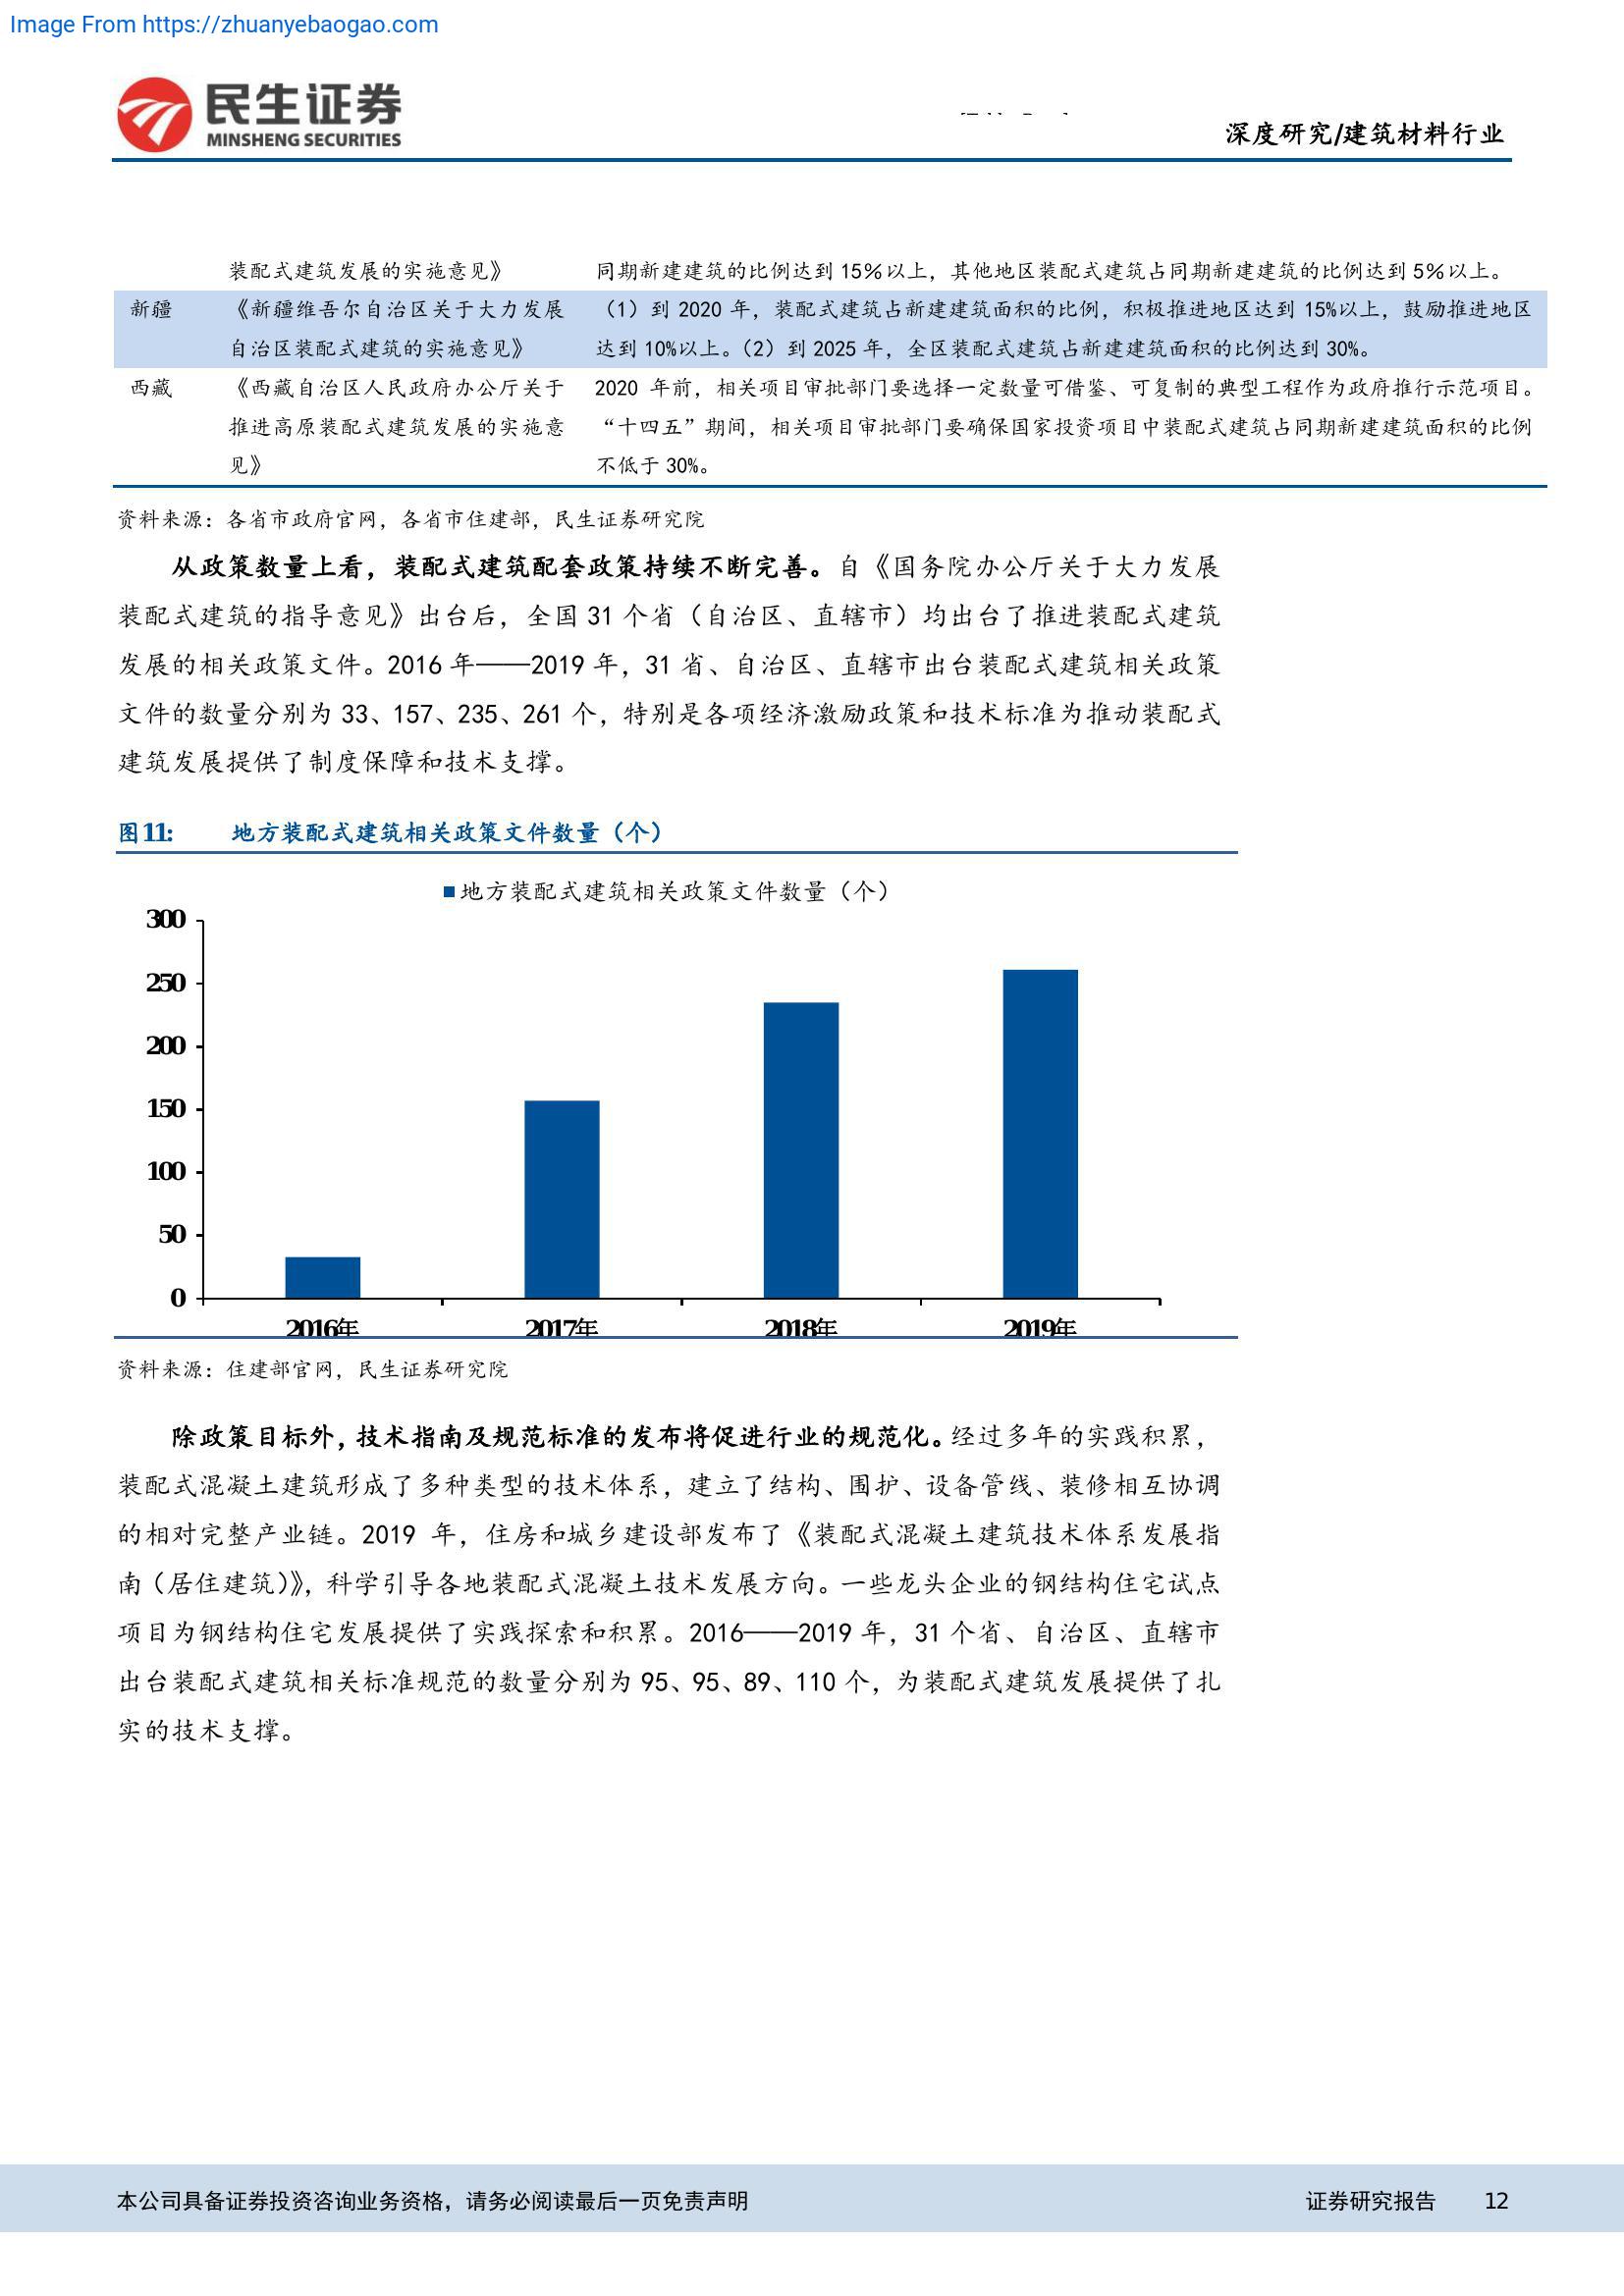 Image From https://zhuanyebaogao.com
民生证券
MINSHENG SECURITIES
深度研究/建筑材料行业
装配式建筑发展的实施意见》 同期新建建筑的比例达到 15%以上，其他地区装配式建筑占同期新建建筑的比例达到 5%以上。
新疆 《新疆维吾尔自治区关于大力发展 （1）到 2020 年，装配式建筑占新建建筑面积的比例，积极推进地区达到 15%以上，鼓励推进地区
自治区装配式建筑的实施意见》 达到 10%以上。（2）到 2025 年，全区装配式建筑占新建建筑面积的比例达到 30%。
西藏 《西藏自治区人民政府办公厅关于 2020 年前，相关项目审批部门要选择一定数量可借鉴、可复制的典型工程作为政府推行示范项目。
推进高原装配式建筑发展的实施意 “十四五”期间，相关项目审批部门要确保国家投资项目中装配式建筑占同期新建建筑面积的比例
见》 不低于 30%。
资料来源：各省市政府官网，各省市住建部，民生证券研究院
从政策数量上看，装配式建筑配套政策持续不断完善。自《国务院办公厅关于大力发展
装配式建筑的指导意见》出台后，全国 31 个省（自治区、直辖市）均出台了推进装配式建筑
发展的相关政策文件。2016 年——2019 年，31 省、自治区、直辖市出台装配式建筑相关政策
文件的数量分别为 33、157、235、261 个，特别是各项经济激励政策和技术标准为推动装配式
建筑发展提供了制度保障和技术支撑。
图11: 地方装配式建筑相关政策文件数量（个）
地方装配式建筑相关政策文件数量（个）
300
250
200
150
100
50
0
2016年 2017年 2018年 2019年
资料来源：住建部官网，民生证券研究院
除政策目标外，技术指南及规范标准的发布将促进行业的规范化。经过多年的实践积累，
装配式混凝土建筑形成了多种类型的技术体系，建立了结构、围护、设备管线、装修相互协调
的相对完整产业链。2019 年，住房和城乡建设部发布了《装配式混凝土建筑技术体系发展指
南（居住建筑）》，科学引导各地装配式混凝土技术发展方向。一些龙头企业的钢结构住宅试点
项目为钢结构住宅发展提供了实践探索和积累。2016——2019 年，31 个省、自治区、直辖市
出台装配式建筑相关标准规范的数量分别为 95、95、89、110 个，为装配式建筑发展提供了扎
实的技术支撑。
本公司具备证券投资咨询业务资格，请务必阅读最后一页免责声明 证券研究报告 12